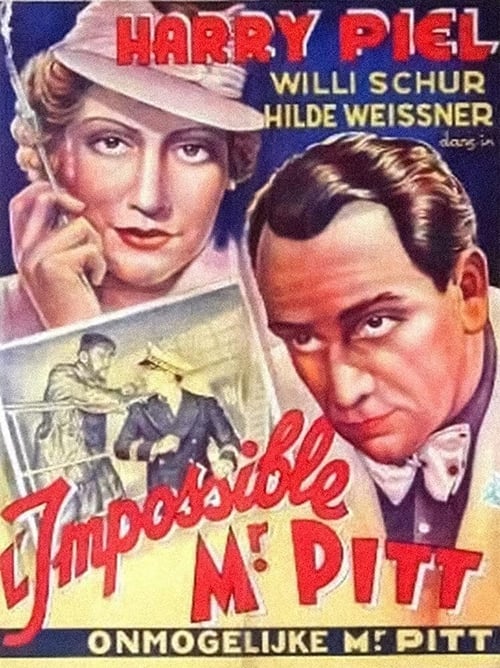 HARRY PIEL
WILLI SCHUR
HILDE WEISSNER
dans-in
L'Impossible
Mr. PITT
ONMOGELIJKE Mr PITT